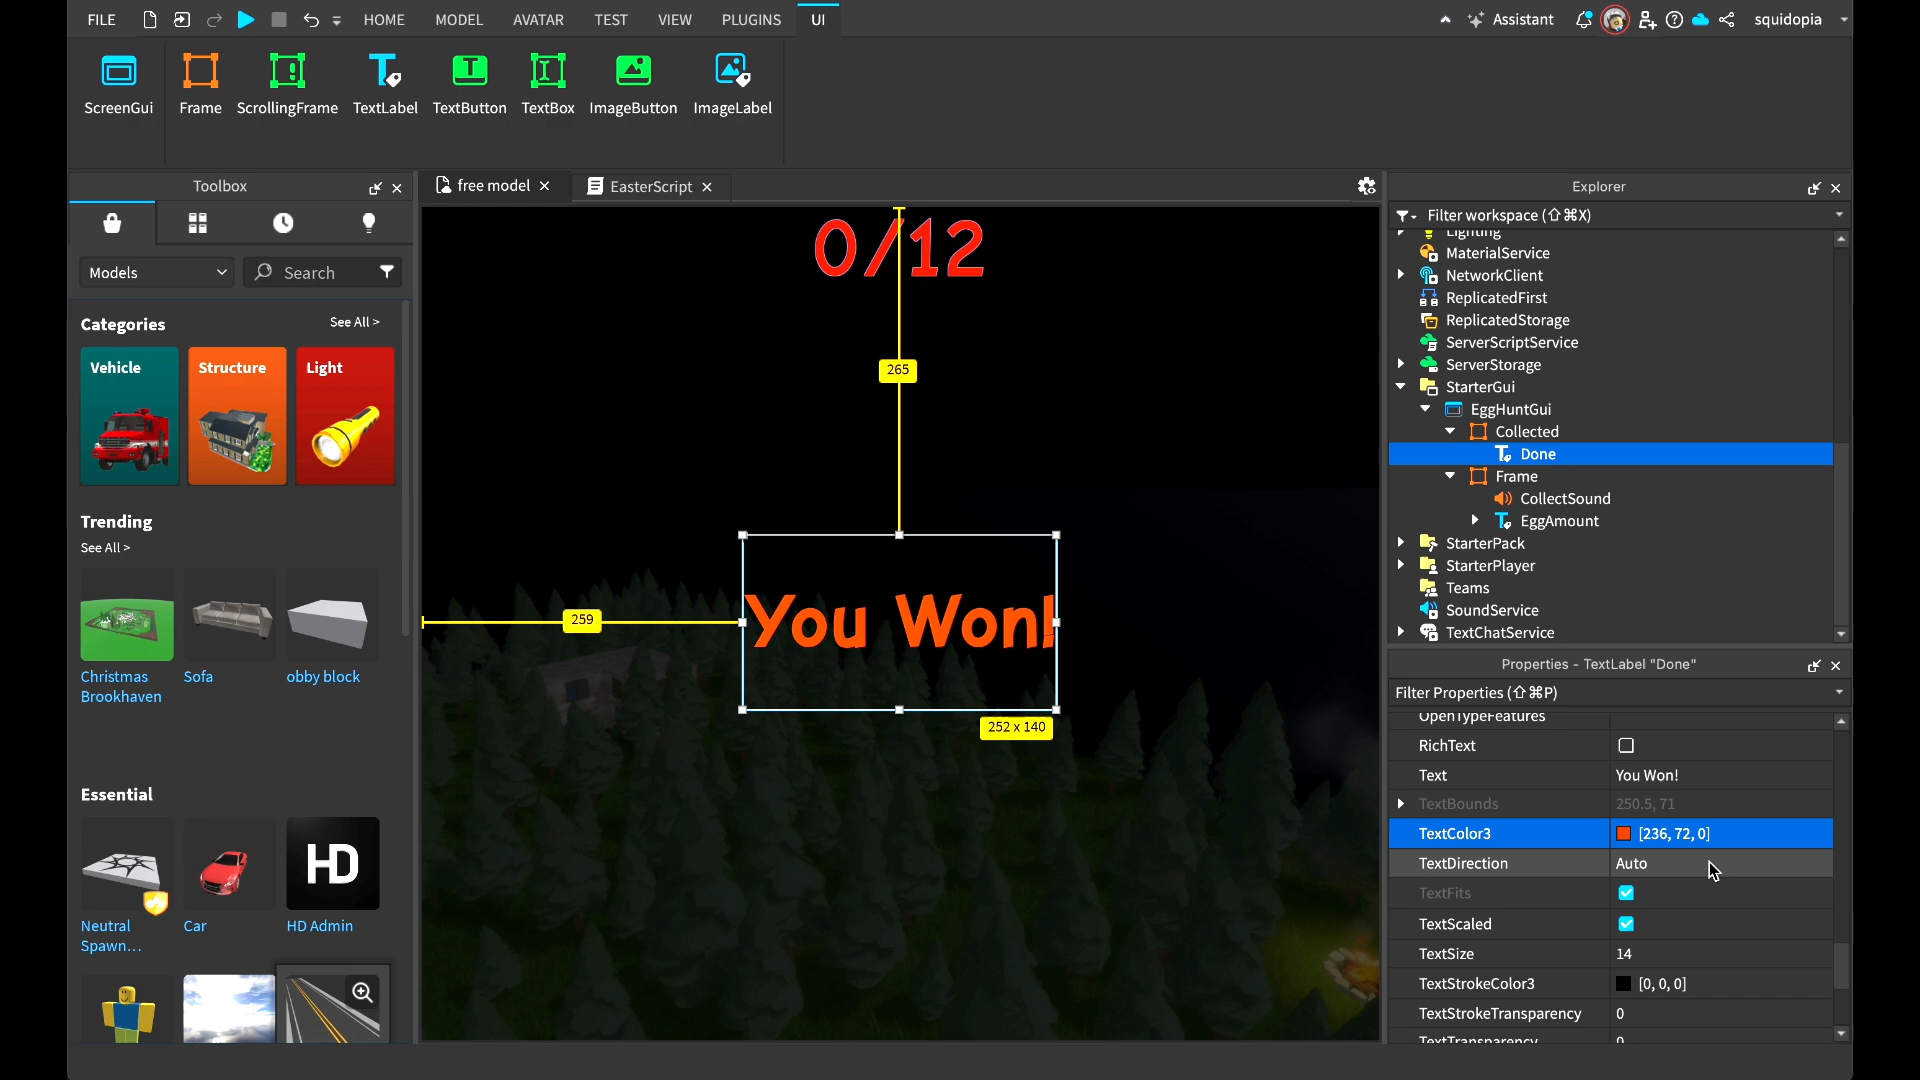 FILE HOME MODEL AVATAR TEST VIEW PLUGINS UI Assistant squidopia
ScreenGui Frame ScrollingFrame TextLabel TextButton TextBox ImageButton ImageLabel
Toolbox
free model
EasterScript
Explorer
Models
Search
Filter workspace (⇧⌘X)
Categories
See All >
Vehicle
Structure
Light
Trending
See All >
Christmas
Brookhaven
Sofa
obby block
Essential
Neutral
Spawn...
Car
HD
HD Admin
0/12
265
259
You Won!
252 x 140
Lighting
MaterialService
NetworkClient
ReplicatedFirst
ReplicatedStorage
ServerScriptService
ServerStorage
StarterGui
EggHuntGui
Collected
Done
Frame
CollectSound
EggAmount
StarterPack
StarterPlayer
Teams
SoundService
TextChatService
Properties - TextLabel "Done"
Filter Properties (⇧⌘P)
OpenTypeFeatures
RichText
Text You Won!
TextBounds 250.5, 71
TextColor3 [236, 72, 0]
TextDirection Auto
TextFits
TextScaled
TextSize 14
TextStrokeColor3 [0, 0, 0]
TextStrokeTransparency 0
TextTransparency 0